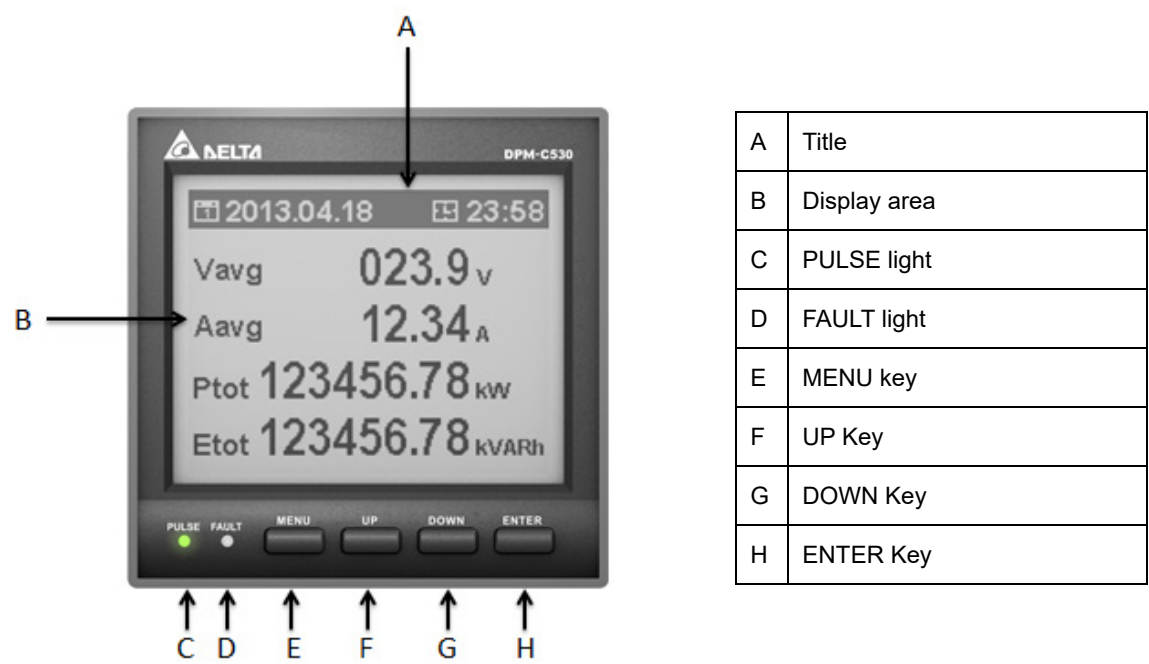 A
DELTA
DPM-C530
1 2013.04.18 23:58
Vavg 023.9 V
B
Aavg 12.34 A
Ptot 123456.78 kW
Etot 123456.78 kVARh
PULSE FAULT MENU UP DOWN ENTER
C D E F G H
A Title
B Display area
C PULSE light
D FAULT light
E MENU key
F UP Key
G DOWN Key
H ENTER Key